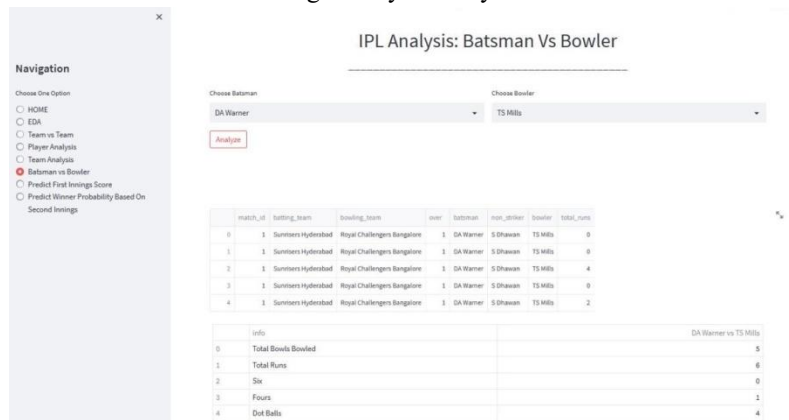 ×
IPL Analysis: Batsman Vs Bowler
Navigation
Choose One Option
HOME
EDA
Team vs Team
Player Analysis
Team Analysis
Batsman vs Bowler
Predict First Innings Score
Predict Winner Probability Based On
Second Innings
Choose Batsman Choose Bowler
DA Warner TS Mills
Analyze
match_id batting_team bowling_team over batsman non_striker bowler total_runs
0 1 Sunrisers Hyderabad Royal Challengers Bangalore 1 DA Warner S Dhawan TS Mills 0
1 1 Sunrisers Hyderabad Royal Challengers Bangalore 1 DA Warner S Dhawan TS Mills 0
2 1 Sunrisers Hyderabad Royal Challengers Bangalore 1 DA Warner S Dhawan TS Mills 4
3 1 Sunrisers Hyderabad Royal Challengers Bangalore 1 DA Warner S Dhawan TS Mills 0
4 1 Sunrisers Hyderabad Royal Challengers Bangalore 1 DA Warner S Dhawan TS Mills 2
info DA Warner vs TS Mills
0 Total Bowls Bowled 5
1 Total Runs 6
2 Six 0
3 Fours 1
4 Dot Balls 4